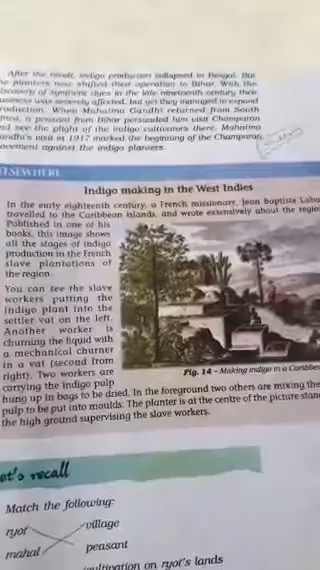 After the revolt, indigo production collapsed in Bengal. But
planters now shifted their operation to Bihar. With the
discovery of synthetic dyes in the late nineteenth century their
business was severely affected, but yet they managed to expand
production. When Mahatma Gandhi returned from South
Africa, a peasant from Bihar persuaded him visit Champaran
nd see the plight of the indigo cultivators there. Mahatma
andhi's visit in 1917 marked the beginning of the Champaran
ovement against the indigo planters.
ELSEWHERE
Indigo making in the West Indies
In the early eighteenth century, a French missionary, Jean Baptiste Laba
travelled to the Caribbean islands, and wrote extensively about the region
Published in one of his
books, this image shows
all the stages of indigo
production in the French
slave plantations of
the region.
You can see the slave
workers putting the
indigo plant into the
settler vat on the left.
Another worker is
churning the liquid with
a mechanical churner
in a vat (second from
right). Two workers are
carrying the indigo pulp
hung up in bags to be dried. In the foreground two others are mixing the
pulp to be put into moulds. The planter is at the centre of the picture stan
the high ground supervising the slave workers.
Fig. 14 – Making indigo in a Caribbea
et's recall
Match the following:
ryot village
mahal peasant
cultivation on ryot's lands